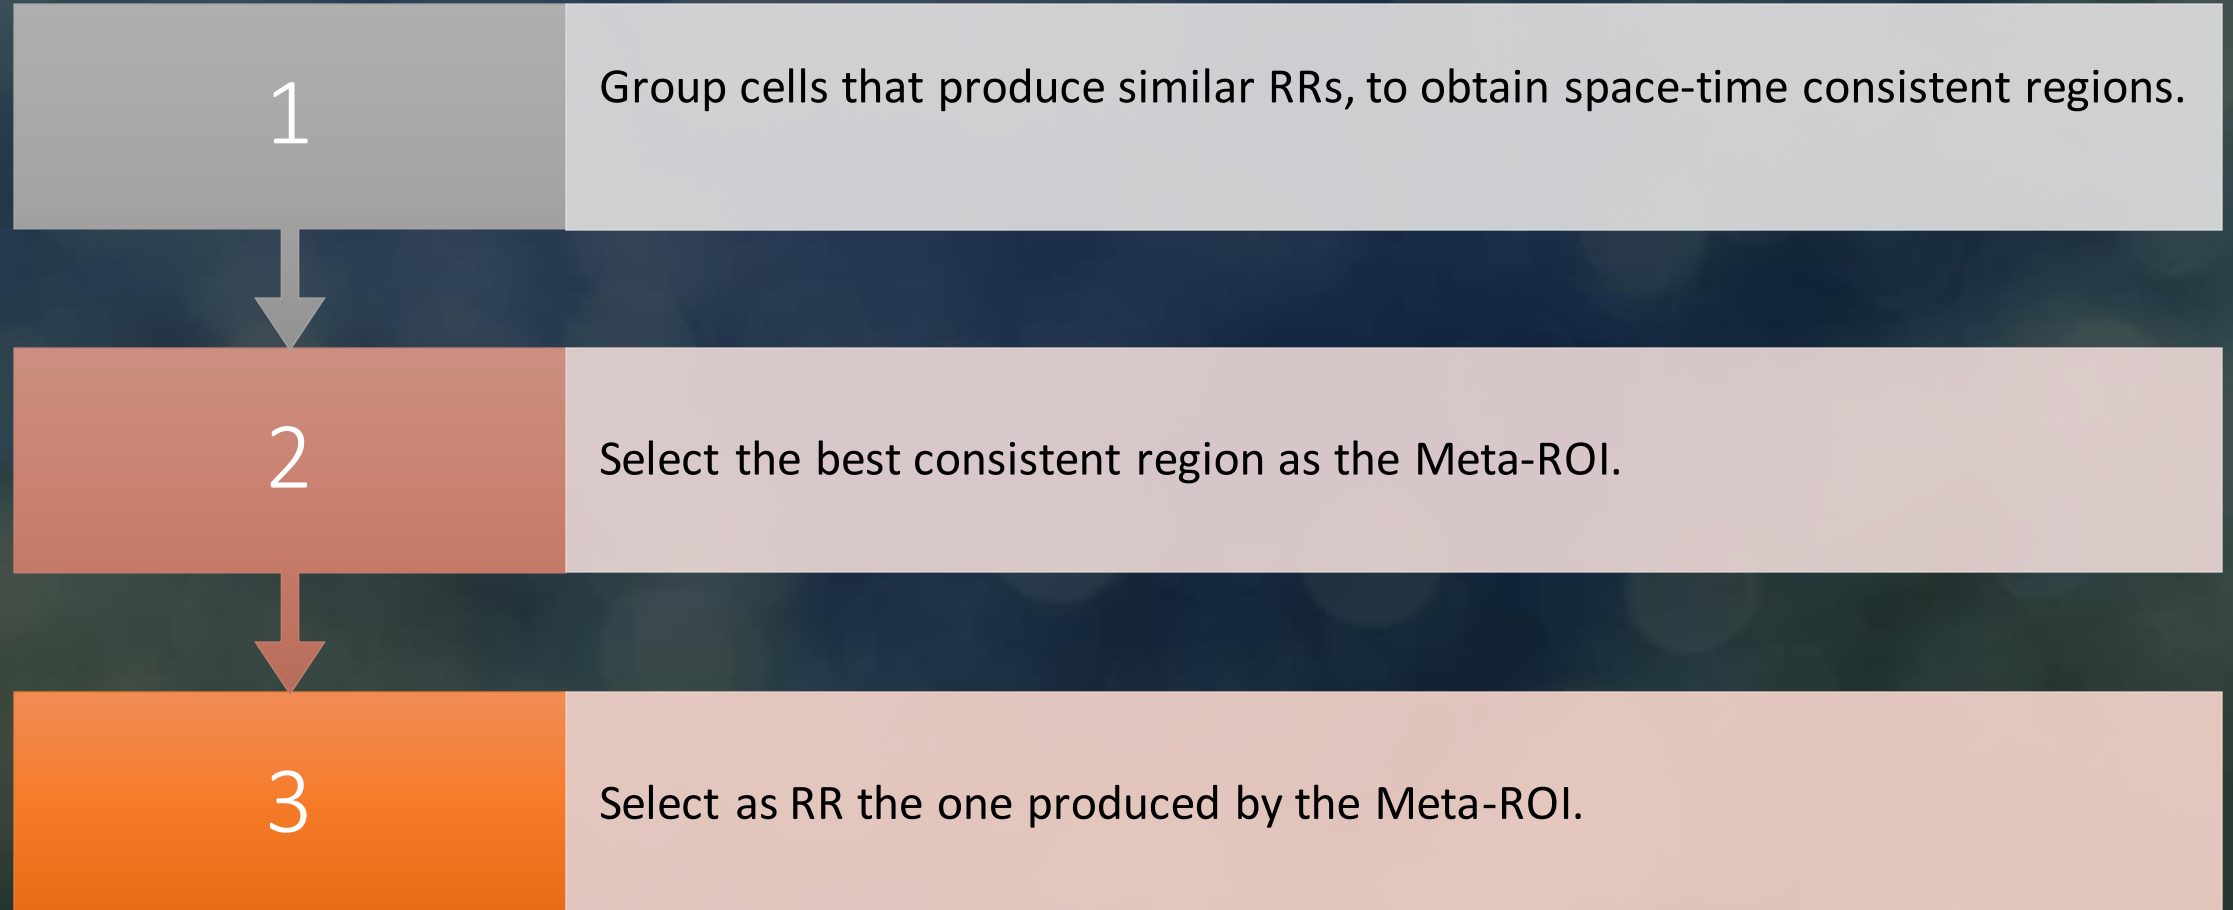 1
Group cells that produce similar RRs, to obtain space-time consistent regions.
2
Select the best consistent region as the Meta-ROI.
3
Select as RR the one produced by the Meta-ROI.